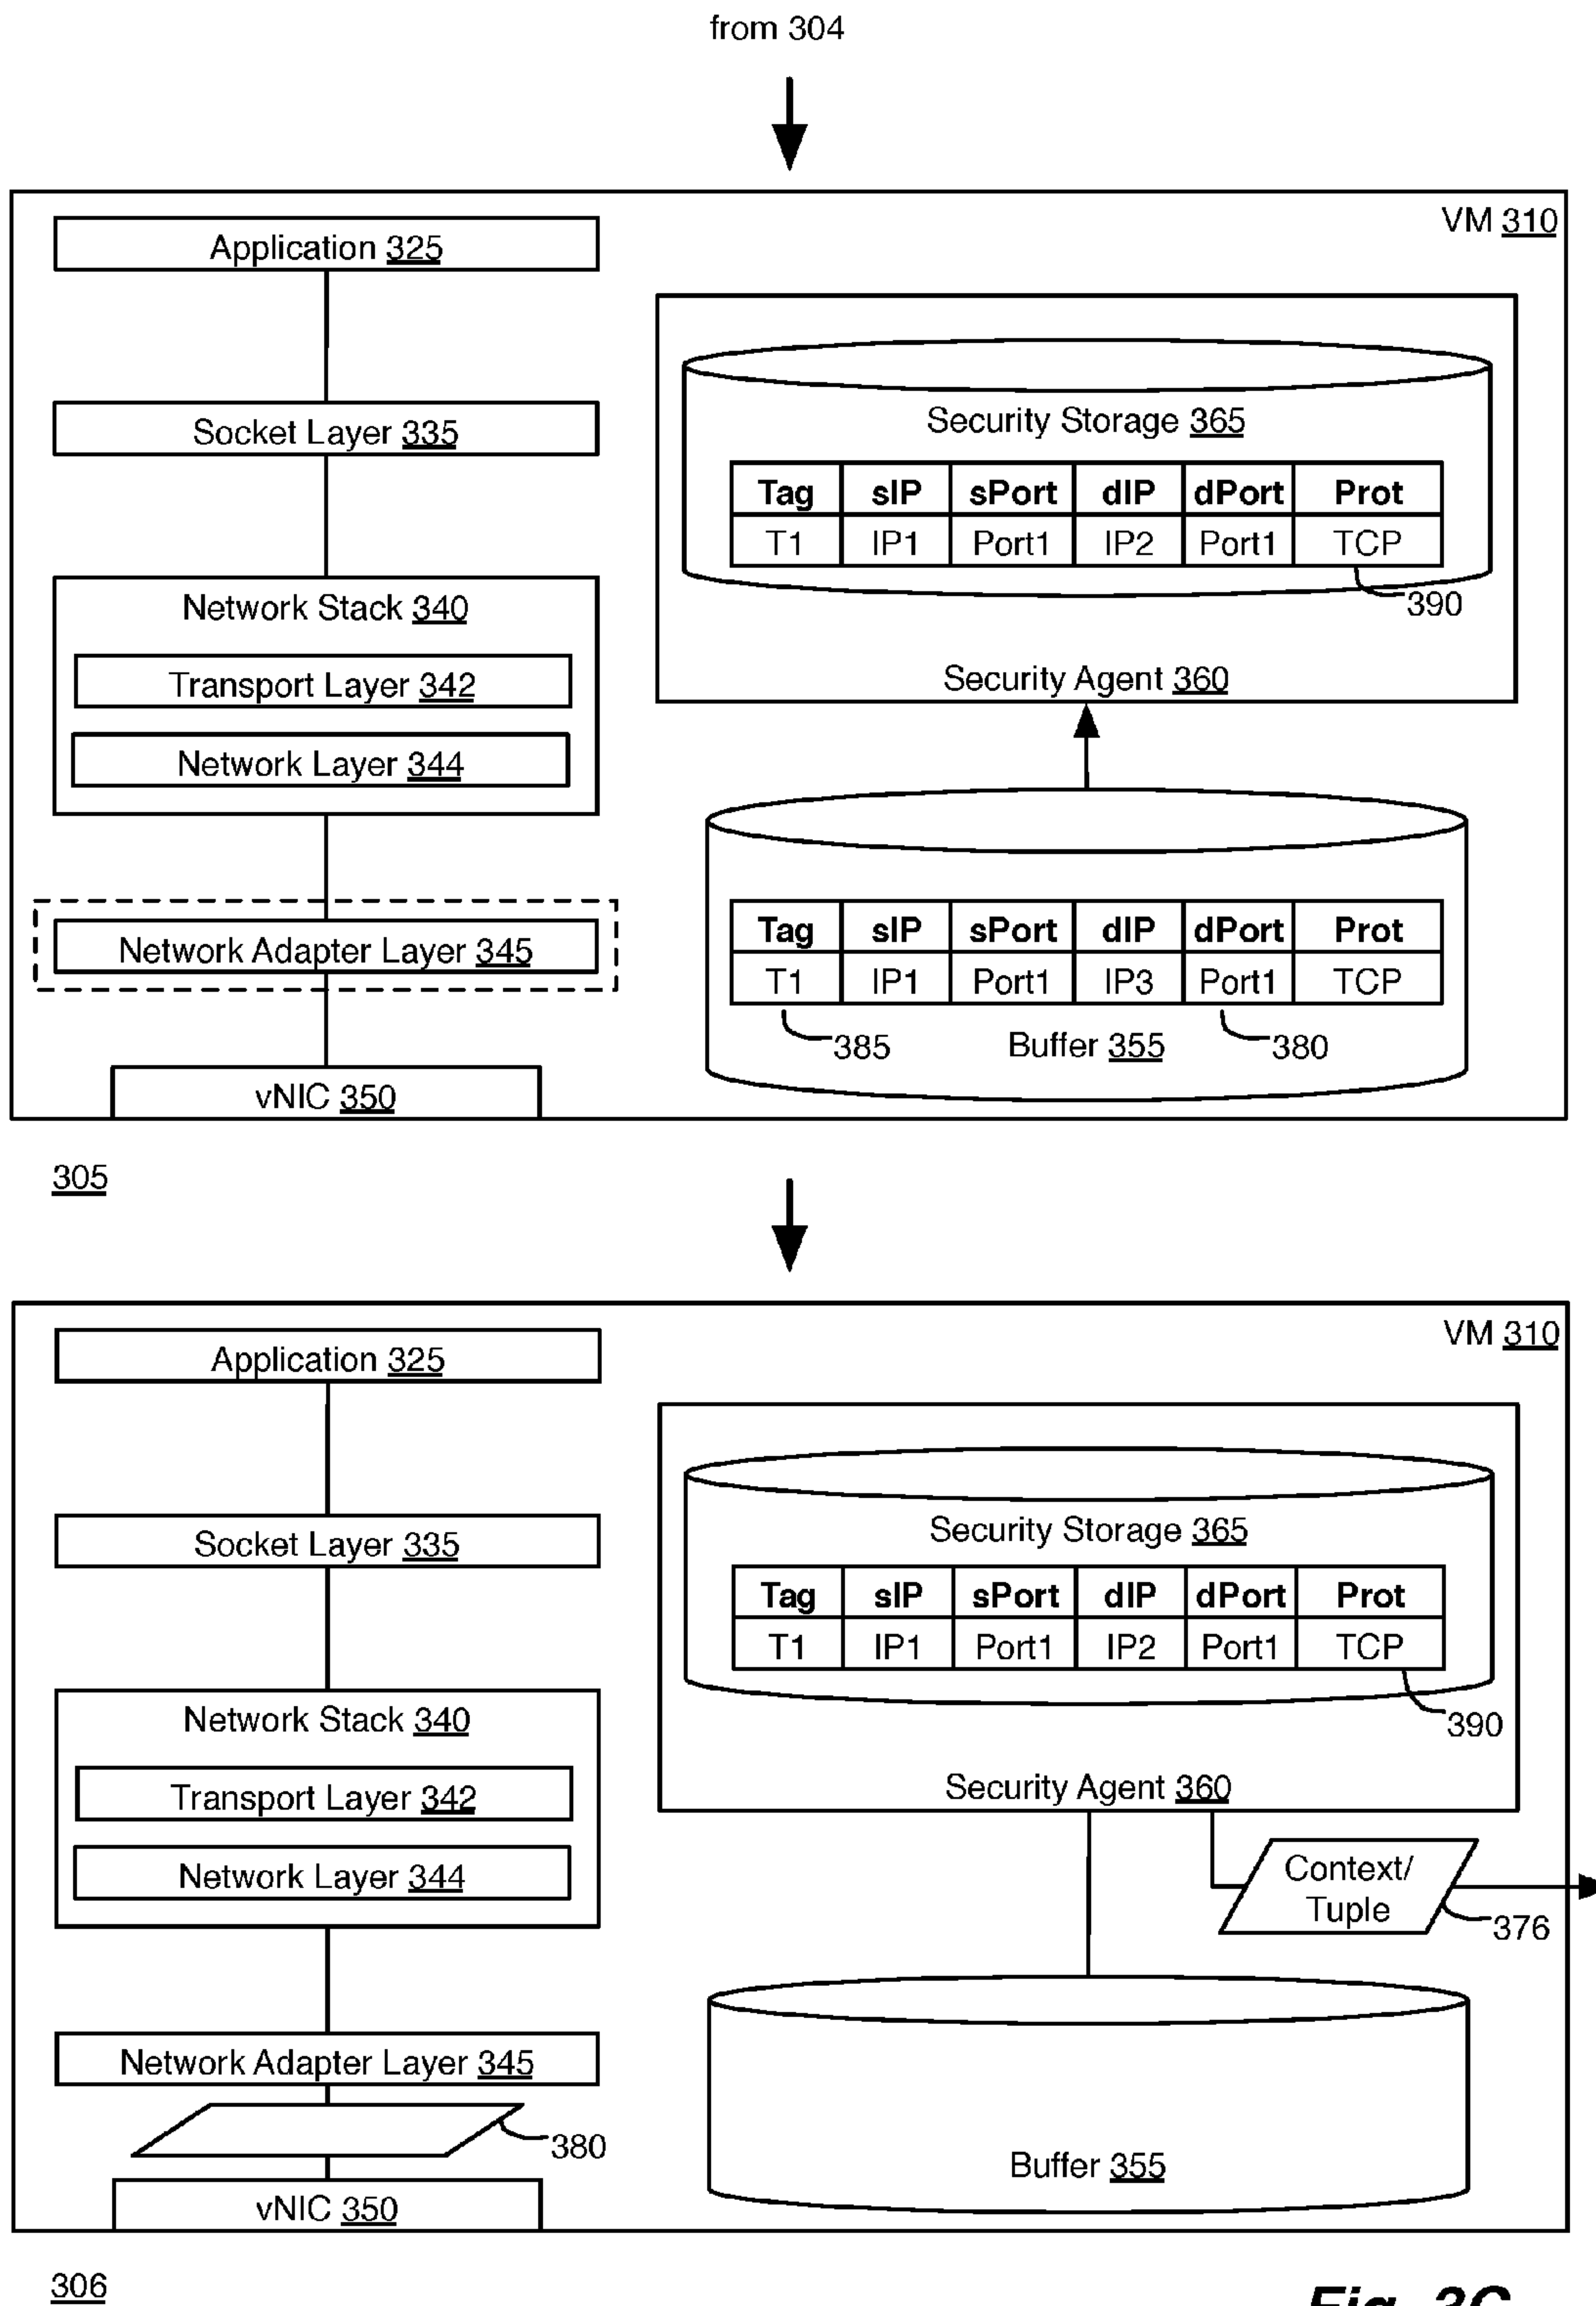 from 304
VM 310
Application 325
Socket Layer 335
Network Stack 340
Transport Layer 342
Network Layer 344
Network Adapter Layer 345
vNIC 350
Security Storage 365
Tag sIP sPort dIP dPort Prot
T1 IP1 Port1 IP2 Port1 TCP
390
Security Agent 360
Tag sIP sPort dIP dPort Prot
T1 IP1 Port1 IP3 Port1 TCP
385
Buffer 355
380
305
VM 310
Application 325
Socket Layer 335
Network Stack 340
Transport Layer 342
Network Layer 344
Network Adapter Layer 345
380
vNIC 350
Security Storage 365
Tag sIP sPort dIP dPort Prot
T1 IP1 Port1 IP2 Port1 TCP
390
Security Agent 360
Context/
Tuple
376
Buffer 355
306
Fig. 3C